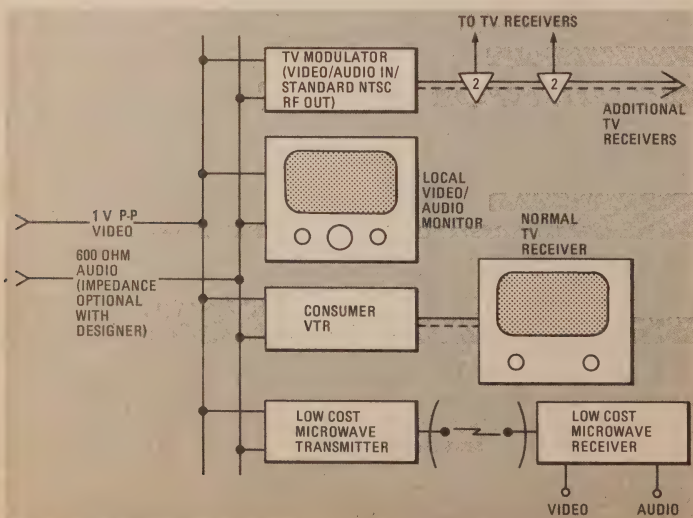 TO TV RECEIVERS
TV MODULATOR
(VIDEO/AUDIO IN/
STANDARD NTSC
RF OUT)
2
2
ADDITIONAL
TV
RECEIVERS
LOCAL
VIDEO/
AUDIO
MONITOR
1 V P-P
VIDEO
NORMAL
TV
RECEIVER
600 OHM
AUDIO
(IMPEDANCE
OPTIONAL
WITH
DESIGNER)
CONSUMER
VTR
LOW COST
MICROWAVE
TRANSMITTER
LOW COST
MICROWAVE
RECEIVER
VIDEO
AUDIO